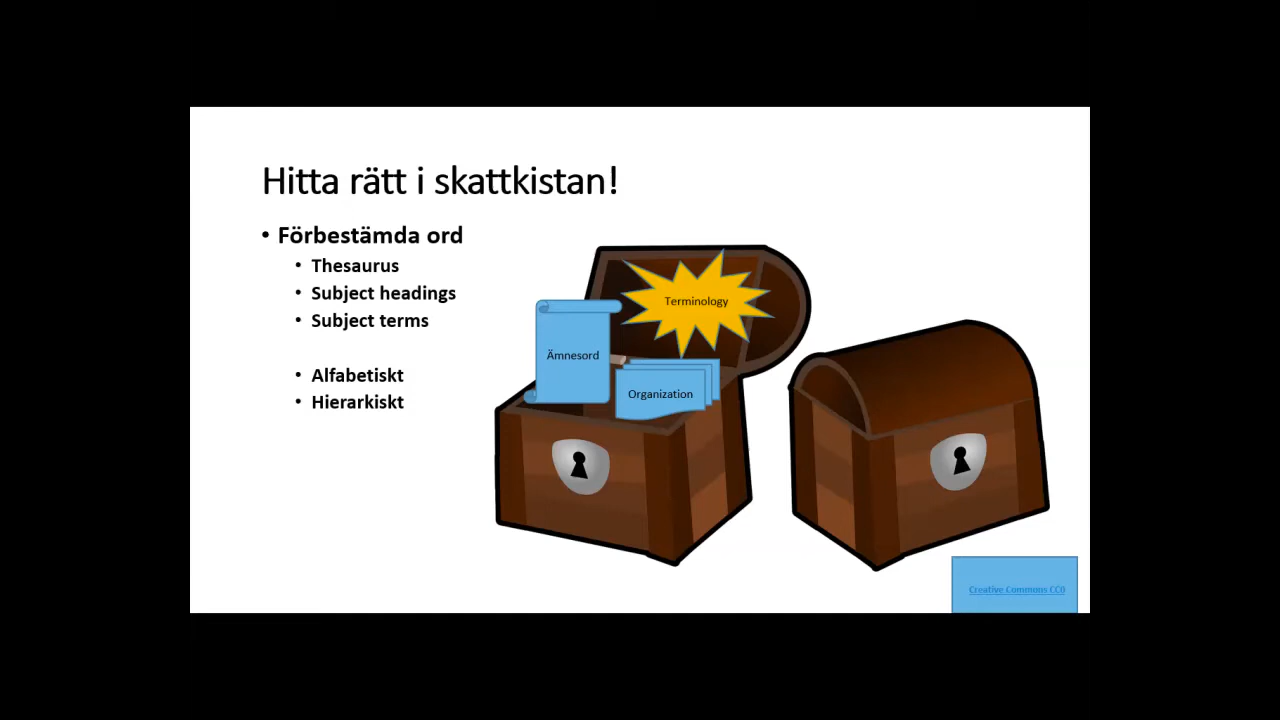 Hitta rätt i skattkistan!
• Förbestämda ord
• Thesaurus
• Subject headings
• Subject terms
• Alfabetiskt
• Hierarkiskt
Terminology
Ämnesord
Organization
Creative Commons CC0